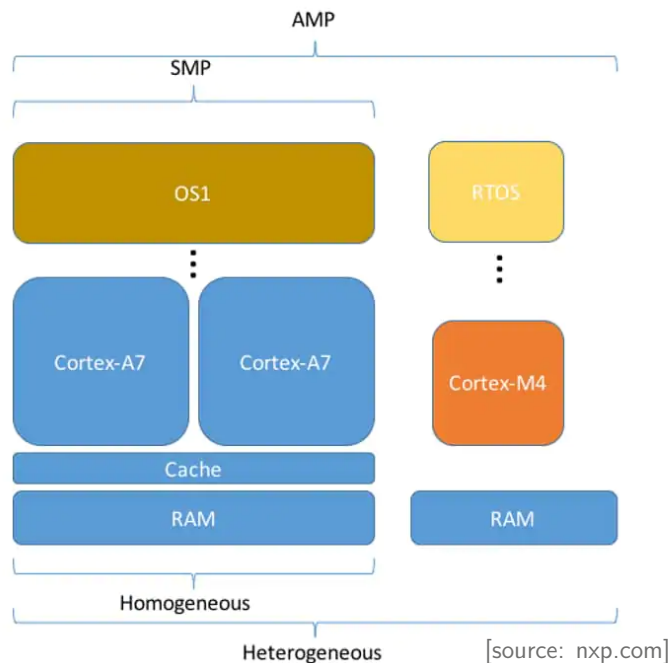 AMP
SMP
OS1
RTOS
Cortex-A7
Cortex-A7
Cortex-M4
Cache
RAM
RAM
Homogeneous
Heterogeneous
[source: nxp.com]